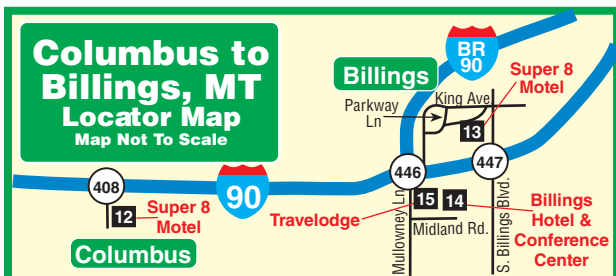 Columbus to
Billings, MT
Locator Map
Map Not To Scale
BR
90
Billings
Super 8
Motel
King Ave.
Parkway
Ln
13
446
447
408
90
12
Super 8
Motel
Columbus
15
14
Travelodge
Billings
Hotel &
Conference
Center
Midland Rd.
Mullowney Ln
S. Billings Blvd.